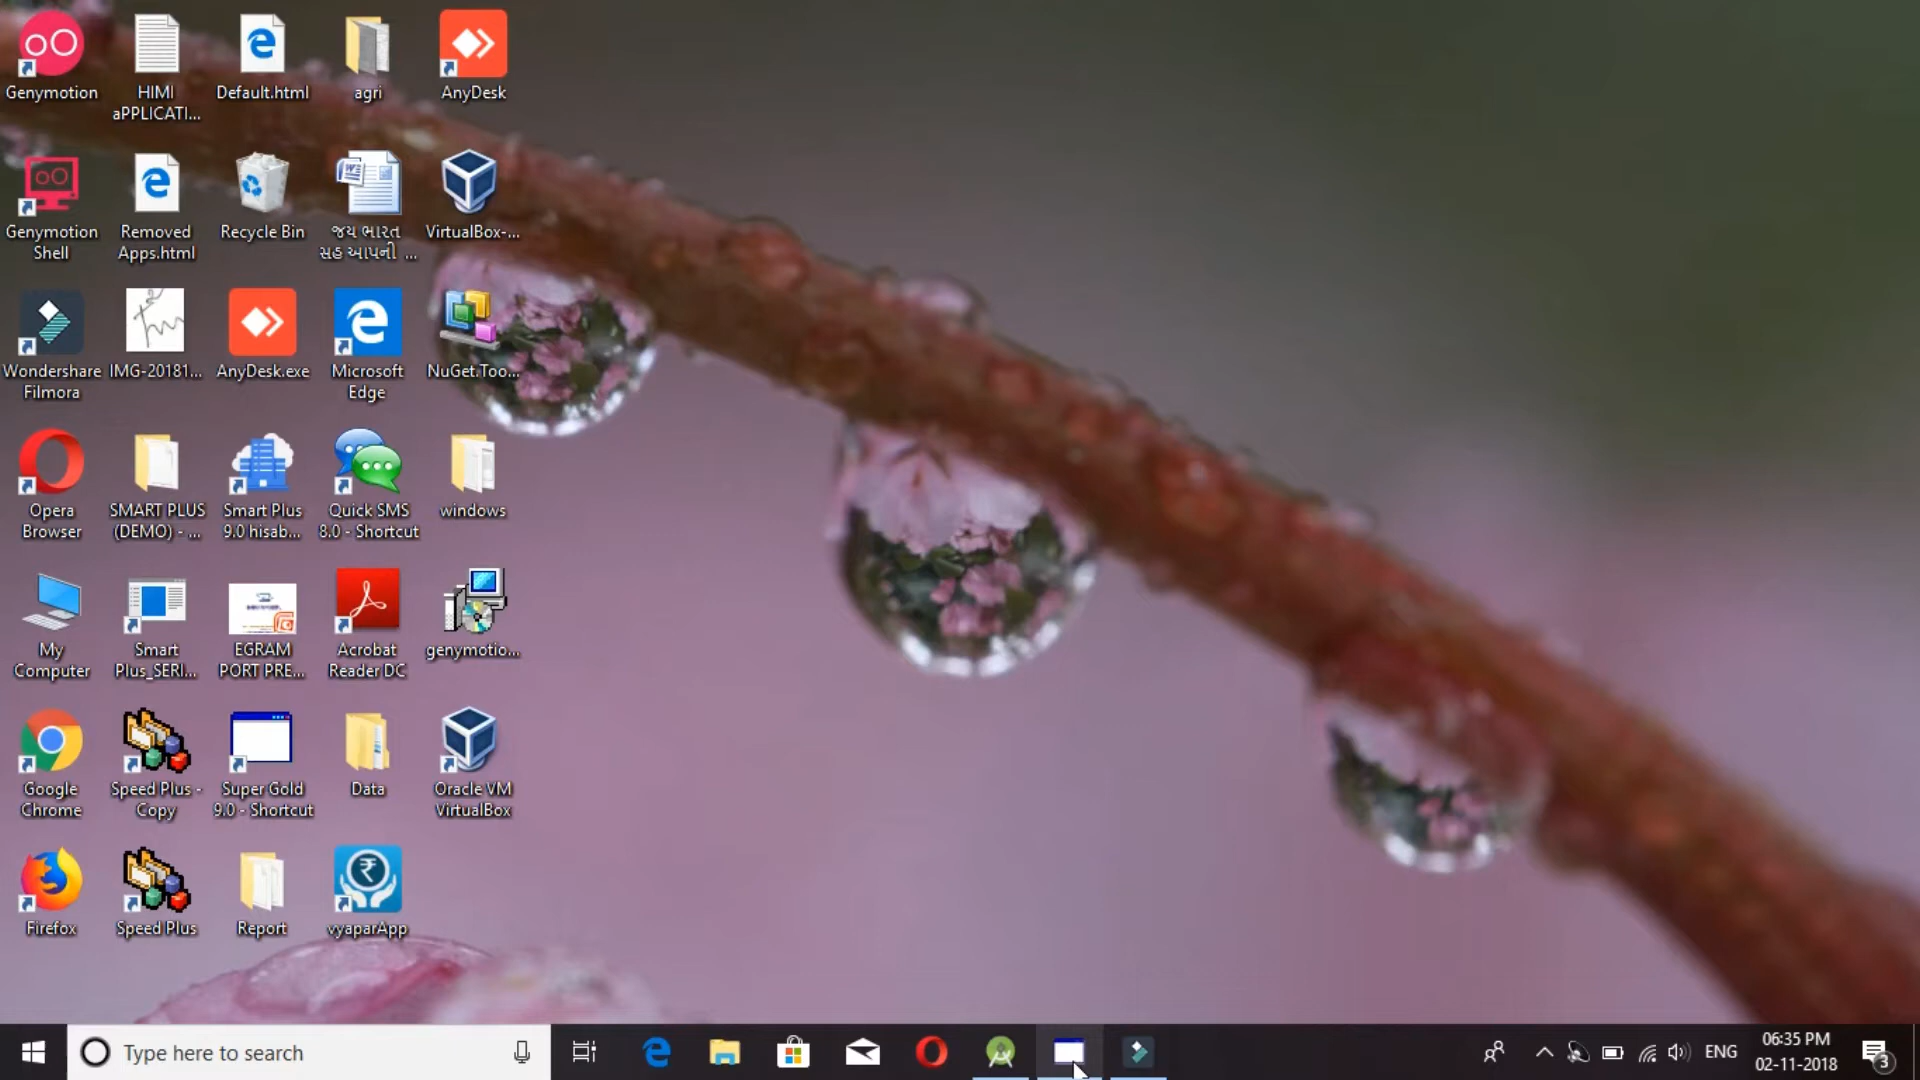 Genymotion
HIMI
aPPLICATI...
Default.html
agri
AnyDesk
Genymotion
Shell
Removed
Apps.html
Recycle Bin
જય ભારત
સહ આપની ...
VirtualBox-...
Wondershare
Filmora
IMG-20181...
AnyDesk.exe
Microsoft
Edge
NuGet.Too...
Opera
Browser
SMART PLUS
(DEMO) - ...
Smart Plus
9.0 hisab...
Quick SMS
8.0 - Shortcut
windows
My
Computer
Smart
Plus_SERI...
EGRAM
PORT PRE...
Acrobat
Reader DC
genymotio...
Google
Chrome
Speed Plus -
Copy
Super Gold
9.0 - Shortcut
Data
Oracle VM
VirtualBox
Firefox
Speed Plus
Report
vyaparApp
Type here to search
ENG
06:35 PM
02-11-2018
3